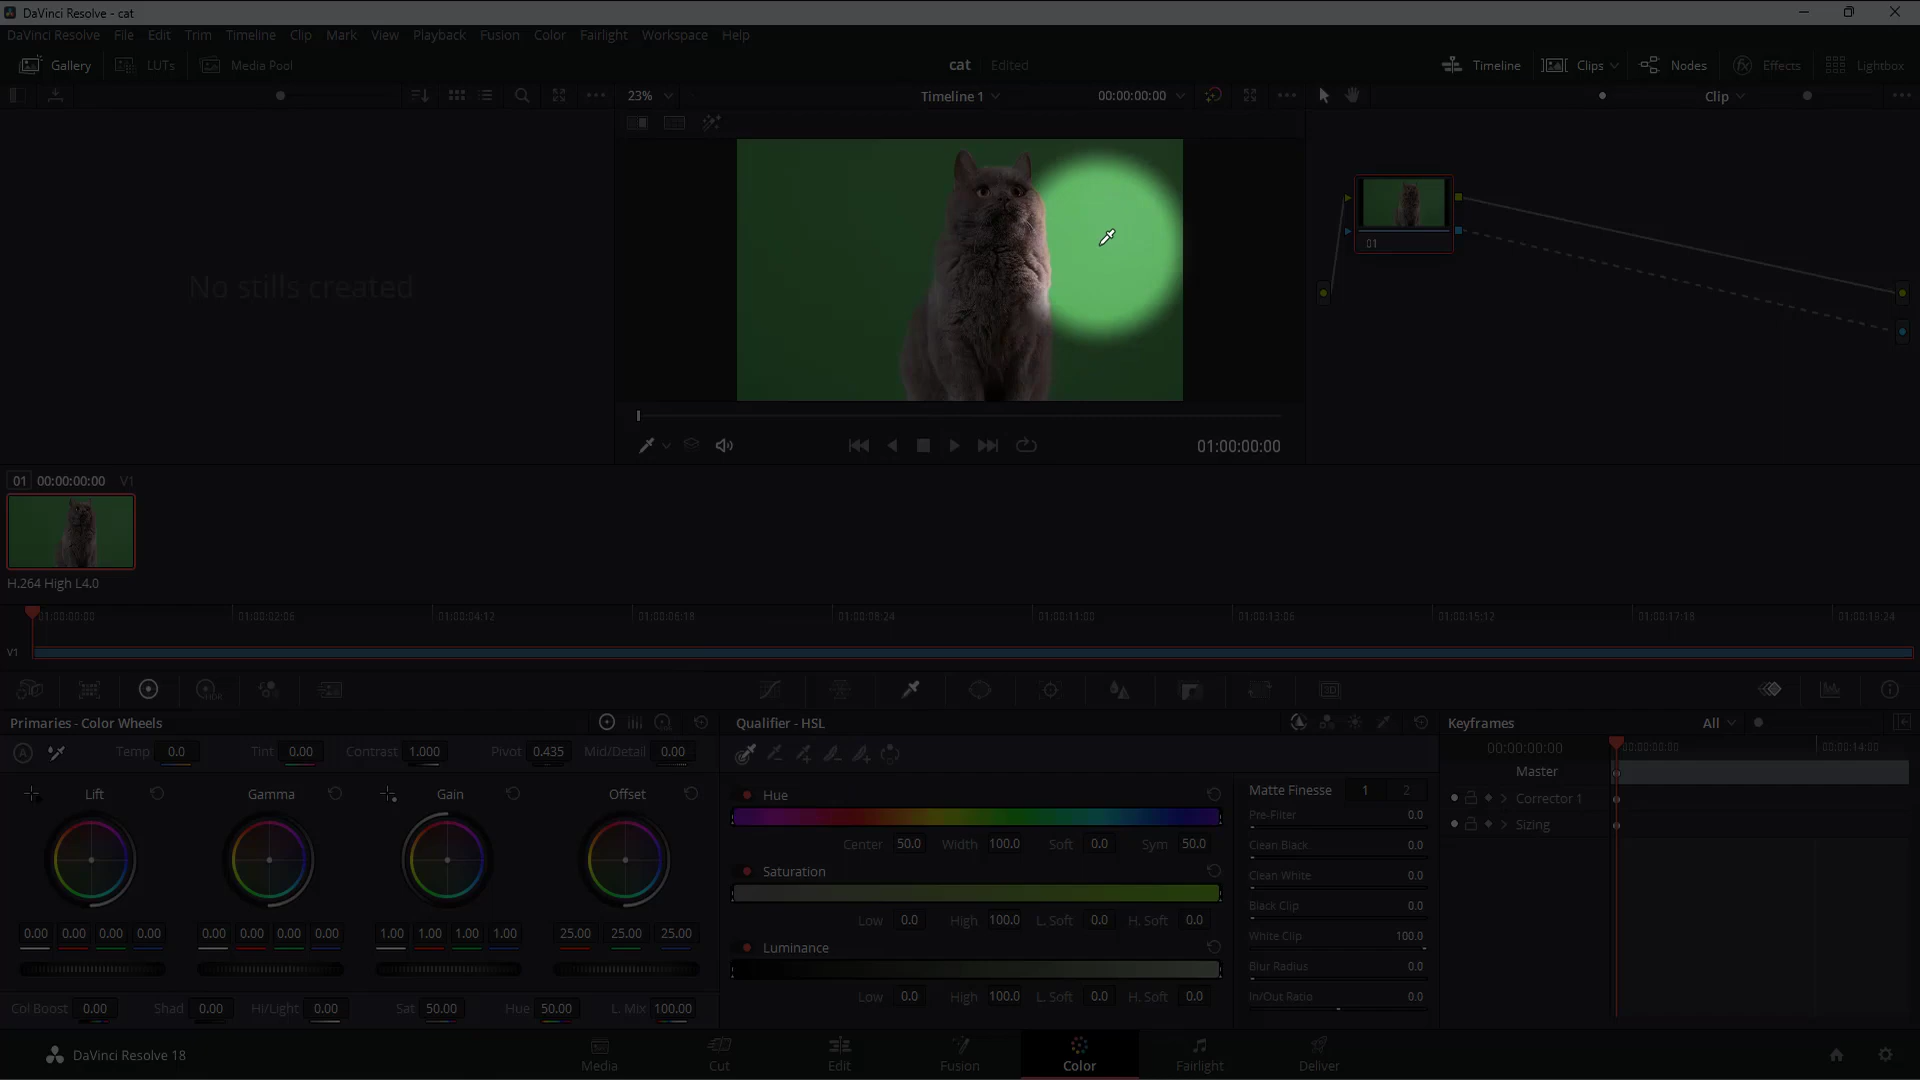 DaVinci Resolve - cat
DaVinci Resolve File Edit Trim Timeline Clip Mark View Playback Fusion Color Fairlight Workspace Help
Gallery LUTs Media Pool cat Edited Timeline Clips Nodes Effects Lightbox
23% Timeline 1 00:00:00:00 Clip
No stills created
01
01:00:00:00
01 00:00:00:00 V1
H.264 High L4.0
01:00:00:00 01:00:02:06 01:00:04:12 01:00:06:18 01:00:08:24 01:00:11:00 01:00:13:06 01:00:15:12 01:00:17:18 01:00:19:24
V1
Primaries - Color Wheels Qualifier - HSL Keyframes All
Temp 0.0 Tint 0.00 Contrast 1.000 Pivot 0.435 Mid/Detail 0.00
00:00:00:00 00:00:00:00 00:00:14:00
Master
Lift Gamma Gain Offset
Hue
Center 50.0 Width 100.0 Soft 0.0 Sym 50.0
Saturation
Low 0.0 High 100.0 L. Soft 0.0 H. Soft 0.0
Luminance
Low 0.0 High 100.0 L. Soft 0.0 H. Soft 0.0
Matte Finesse 1 2
Pre-Filter 0.0
Clean Black 0.0
Clean White 0.0
Black Clip 0.0
White Clip 100.0
Blur Radius 0.0
In/Out Ratio 0.0
Corrector 1
Sizing
0.00 0.00 0.00 0.00 0.00 0.00 0.00 0.00 1.00 1.00 1.00 1.00 25.00 25.00 25.00
Col Boost 0.00 Shad 0.00 Hi/Light 0.00 Sat 50.00 Hue 50.00 L. Mix 100.00
DaVinci Resolve 18
Media Cut Edit Fusion Color Fairlight Deliver